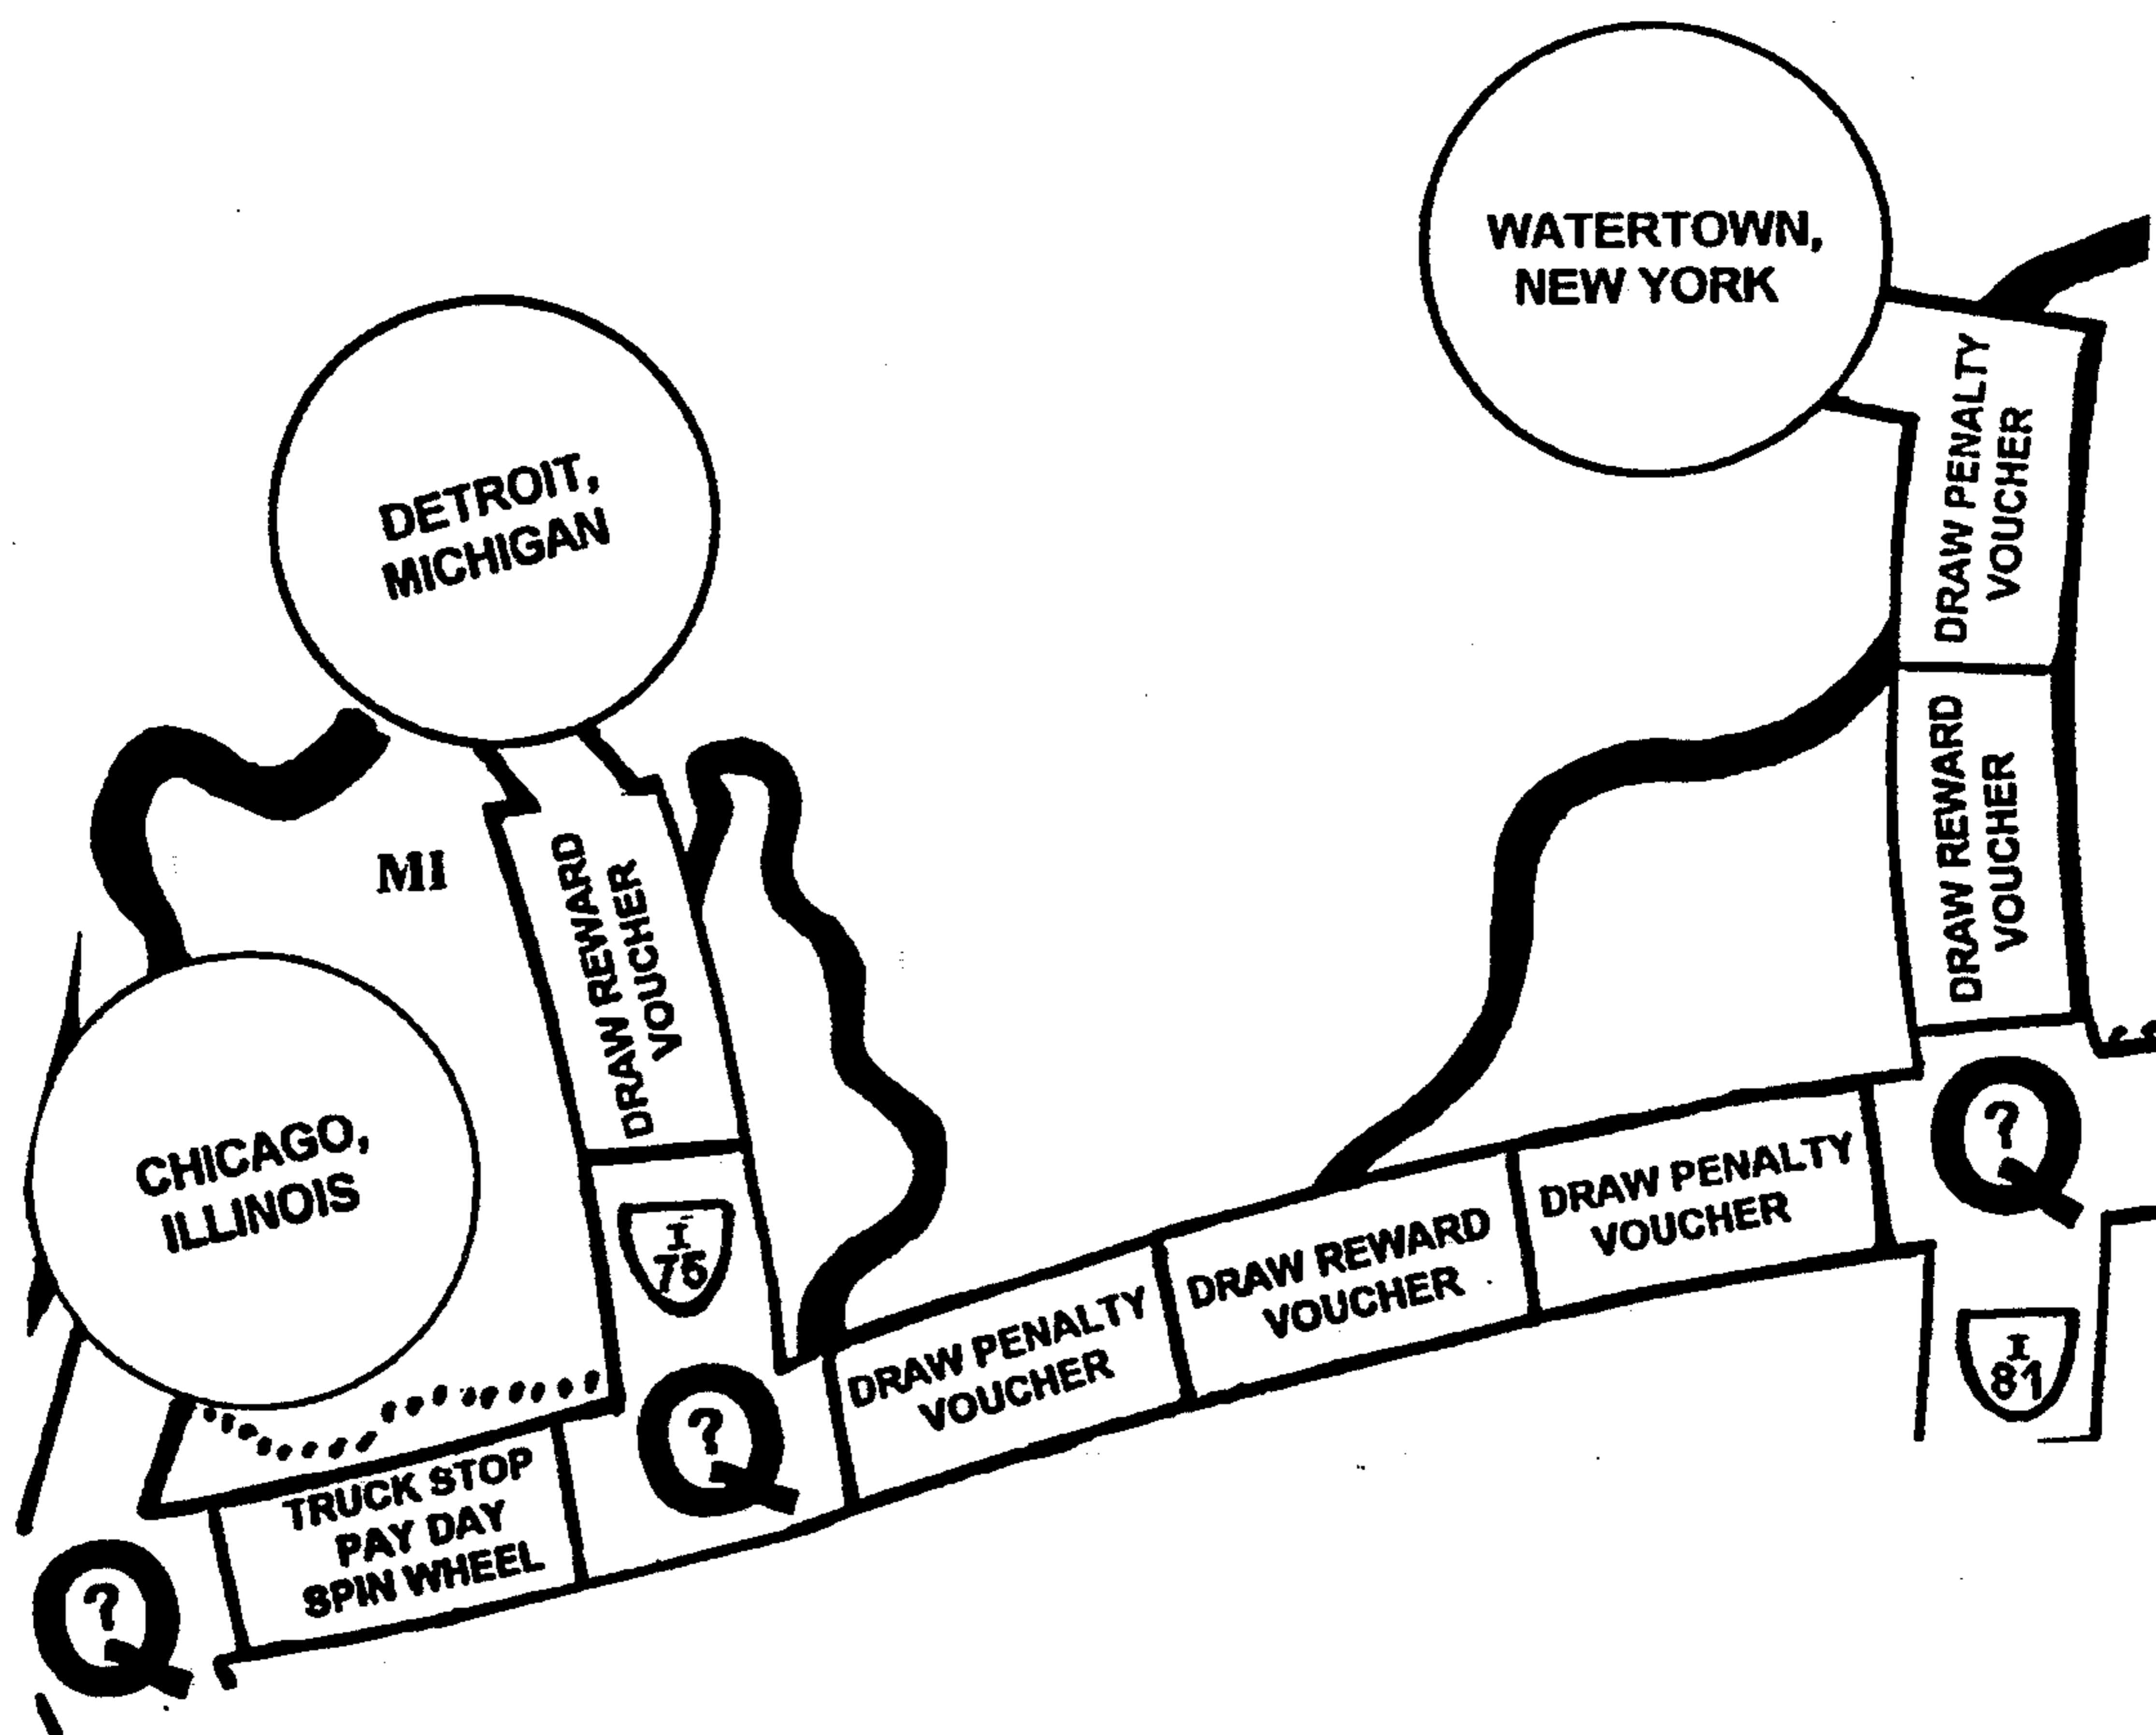 WATERTOWN,
NEW YORK
DETROIT,
MICHIGAN
DRAW PENALTY
VOUCHER
DRAW REWARD
VOUCHER
MI
DRAW REWARD
VOUCHER
CHICAGO,
ILLINOIS
I
75
Q
?
DRAW PENALTY
VOUCHER
DRAW REWARD
VOUCHER
DRAW PENALTY
VOUCHER
Q
?
I
81
TRUCK STOP
PAY DAY
SPIN WHEEL
Q
?